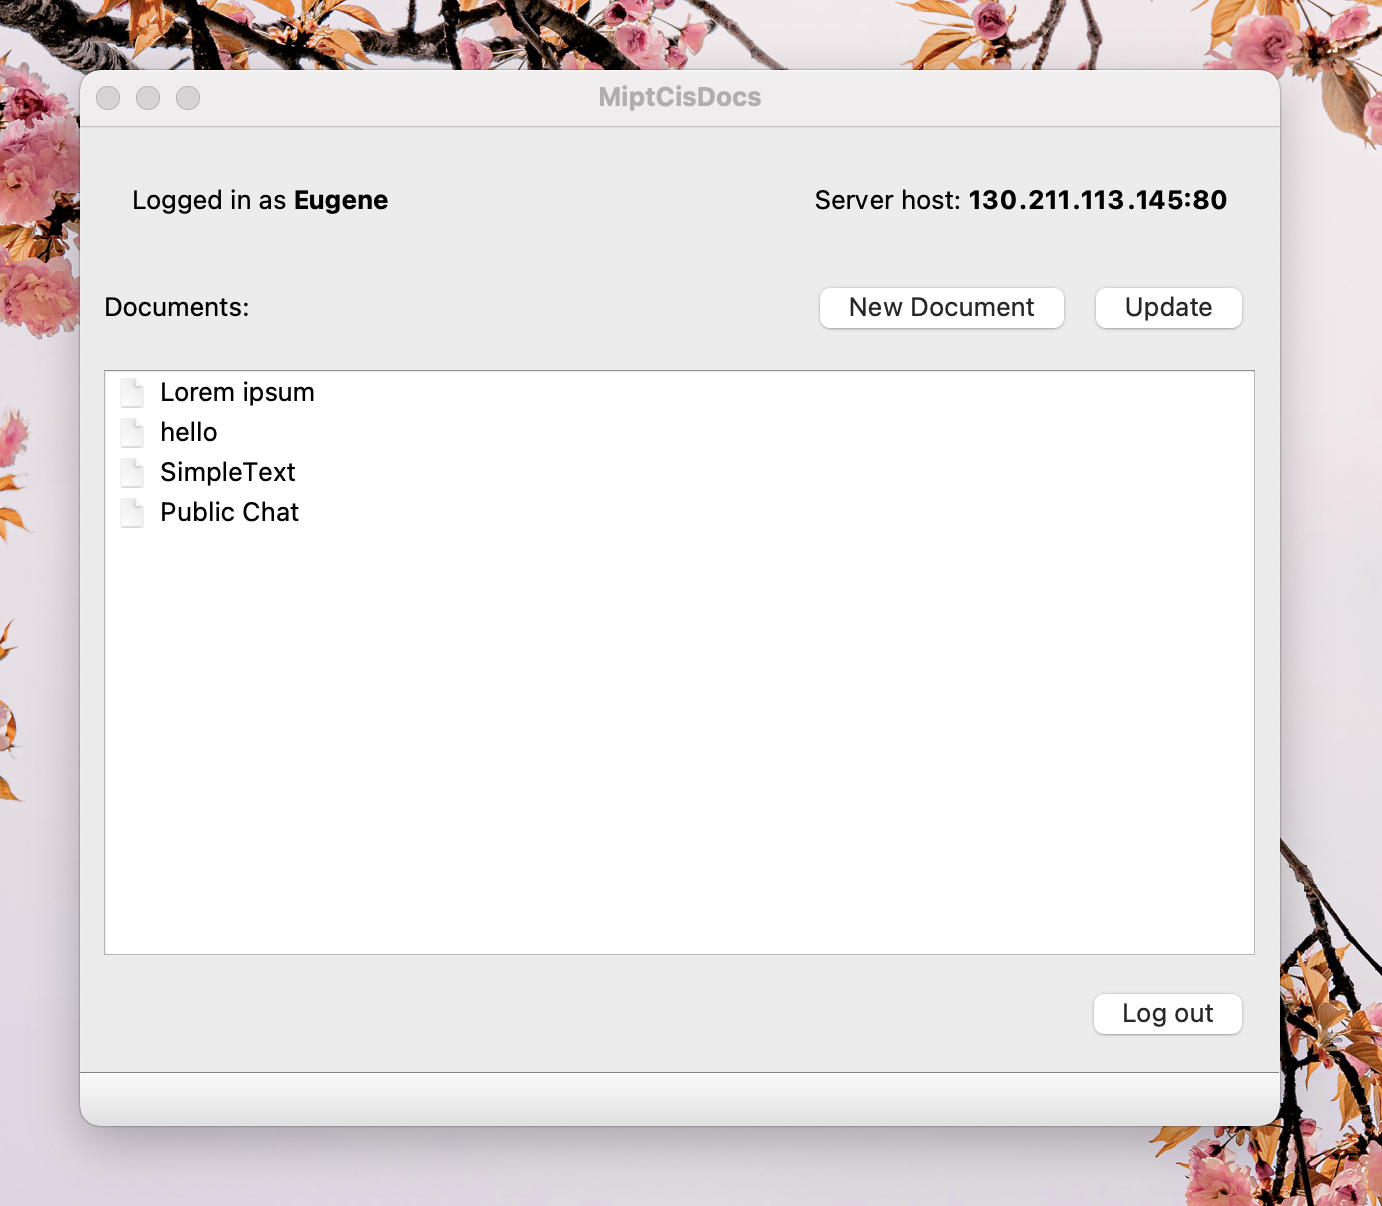 MiptCisDocs
Logged in as Eugene
Server host: 130.211.113.145:80
Documents:
New Document
Update
Lorem ipsum
hello
SimpleText
Public Chat
Log out